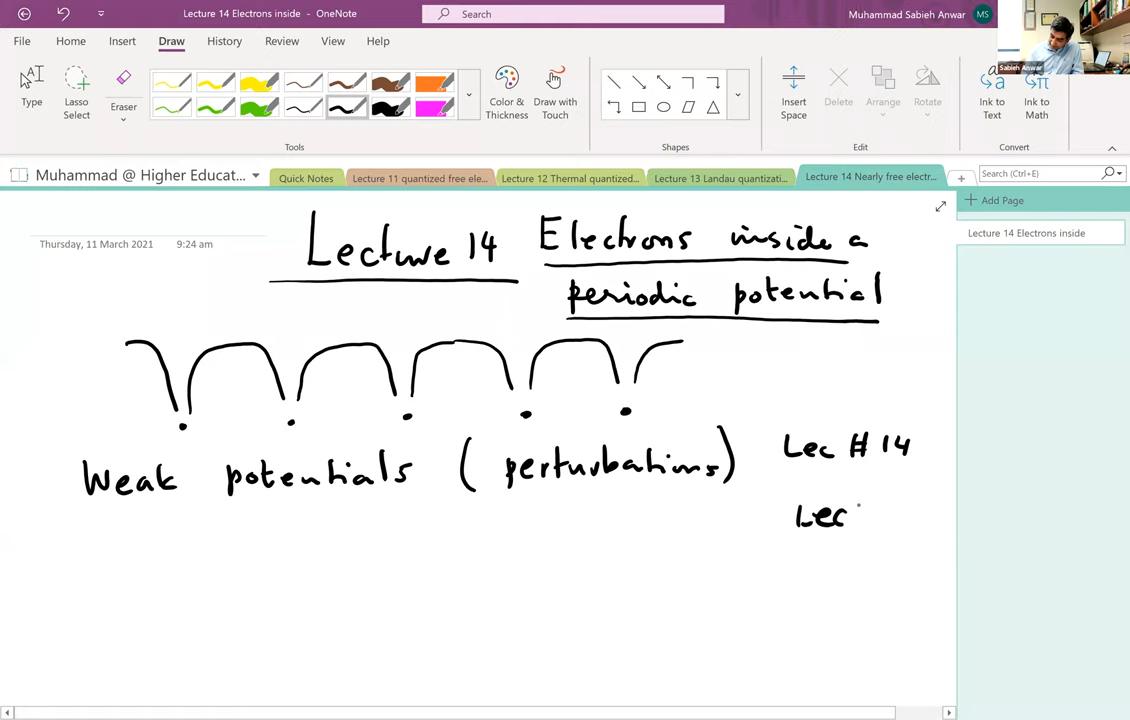 Lecture 14 Electrons inside - OneNote
Search
Muhammad Sabieh Anwar
MS
Sabieh Anwar
File
Home
Insert
Draw
History
Review
View
Help
Type
Lasso Select
Eraser
Color & Thickness
Draw with Touch
Insert Space
Delete
Arrange
Rotate
Ink to Text
Ink to Math
Tools
Shapes
Edit
Convert
Muhammad @ Higher Educat...
Quick Notes
Lecture 11 quantized free ele...
Lecture 12 Thermal quantized...
Lecture 13 Landau quantizati...
Lecture 14 Nearly free electr...
Search (Ctrl+E)
Add Page
Lecture 14 Electrons inside
Thursday, 11 March 2021 9:24 am
Lecture 14 Electrons inside a
periodic potential
Weak potentials (perturbations) Lec # 14
Lec